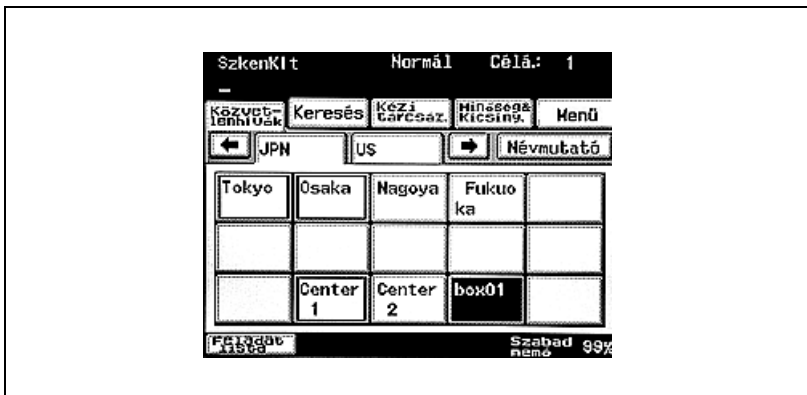 SzkenKlt Normál Célá.: 1
Közvet- Keresés Kézi Minőség&
lenhívák tárcsáz. Kicsiny. Menü
JPN US Névmutató
Tokyo Osaka Nagoya Fukuo
ka
Center Center box01
1 2
Feladat
lista
Szabad
memó 99%